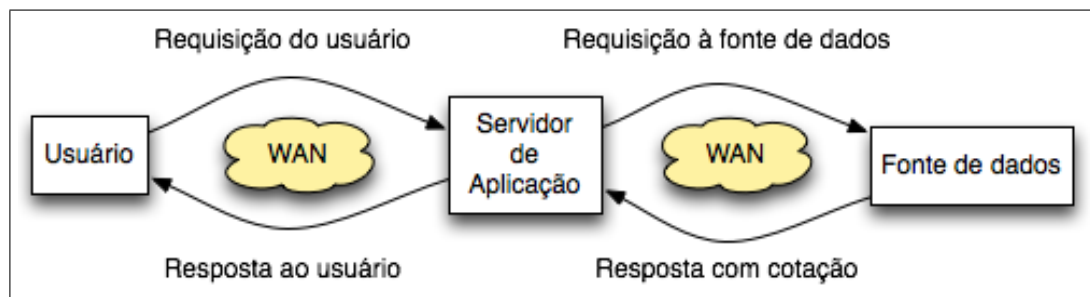 Requisição do usuário
Requisição à fonte de dados
Usuário
WAN
Servidor
de
Aplicação
WAN
Fonte de dados
Resposta ao usuário
Resposta com cotação